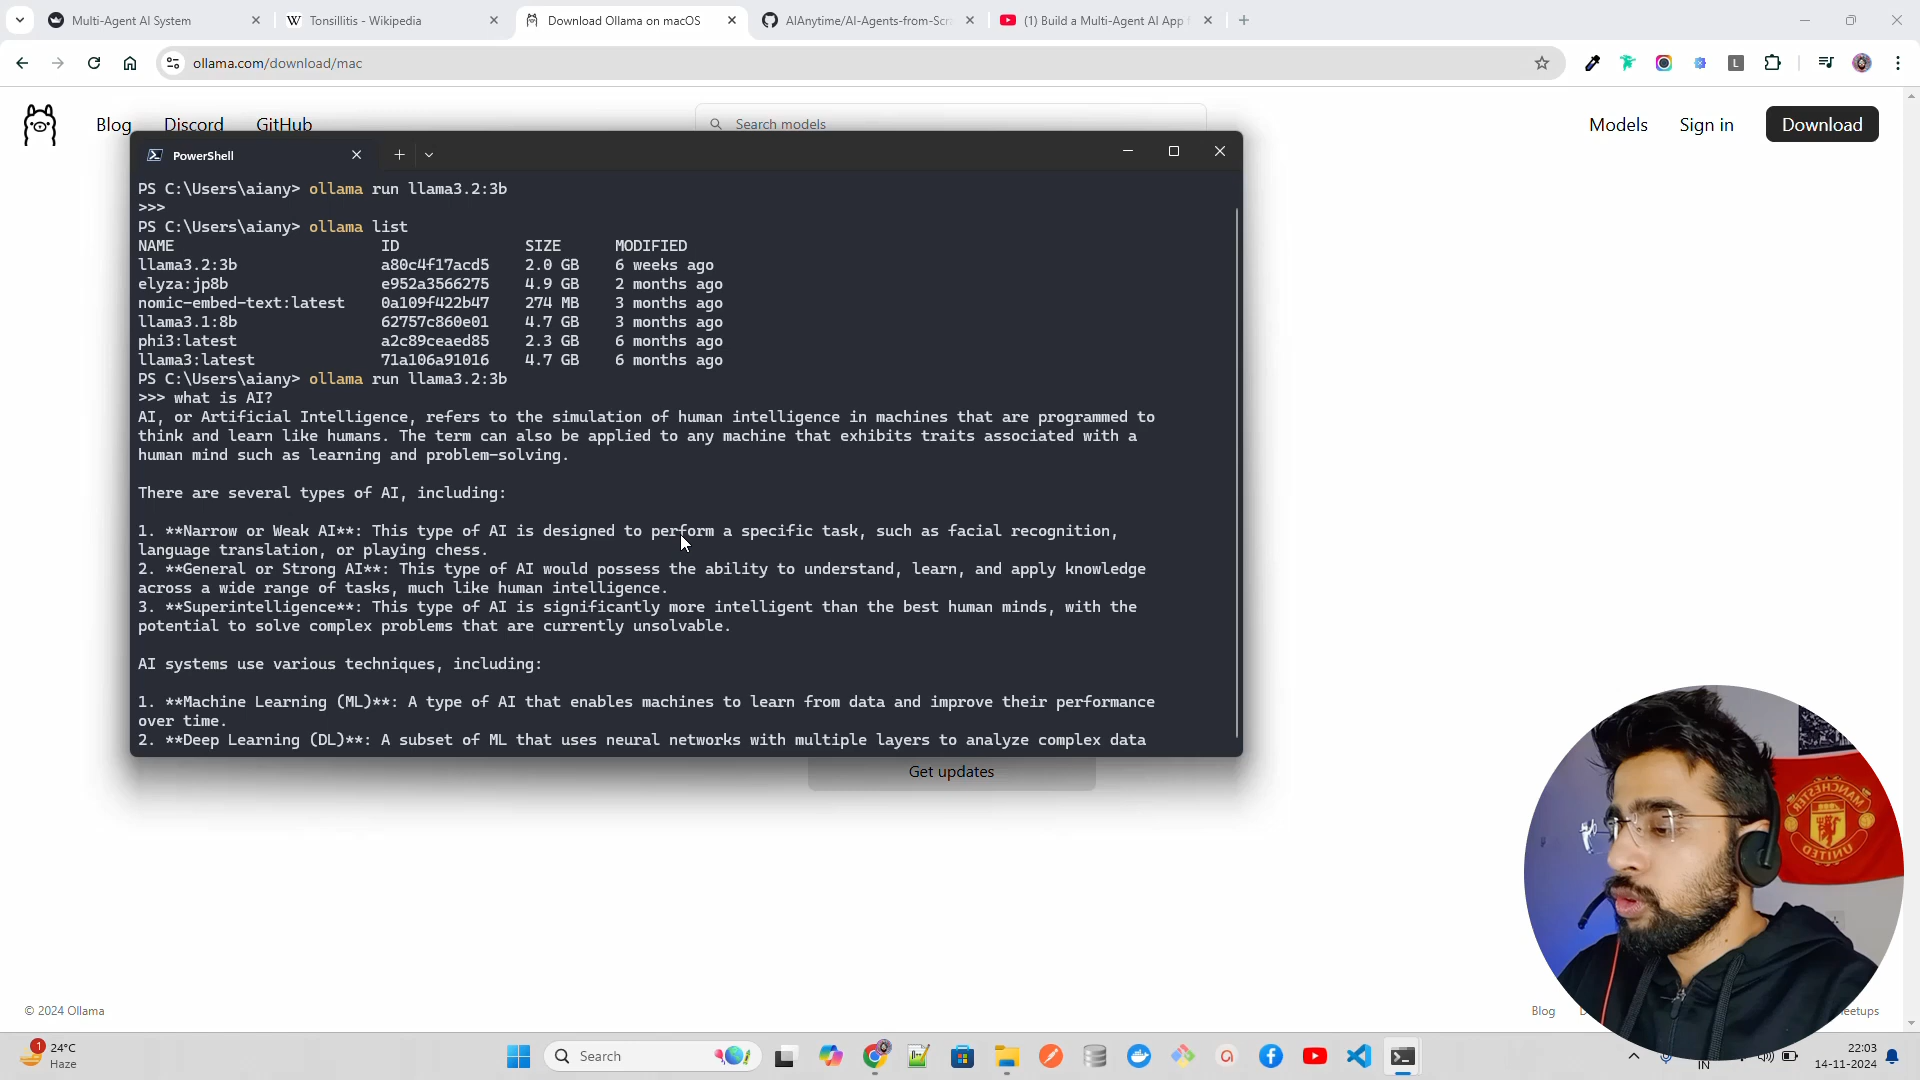 Multi-Agent AI System
Tonsillitis - Wikipedia
Download Ollama on macOS
AIAnytime/AI-Agents-from-Scra
(1) Build a Multi-Agent AI App f
ollama.com/download/mac
Blog Discord GitHub
Search models
Models Sign in Download
PowerShell
PS C:\Users\aiany> ollama run llama3.2:3b
>>>
PS C:\Users\aiany> ollama list
NAME ID SIZE MODIFIED
llama3.2:3b a80c4f17acd5 2.0 GB 6 weeks ago
elyza:jp8b e952a3566275 4.9 GB 2 months ago
nomic-embed-text:latest 0a109f422b47 274 MB 3 months ago
llama3.1:8b 62757c860e01 4.7 GB 3 months ago
phi3:latest a2c89ceaed85 2.3 GB 6 months ago
llama3:latest 71a106a91016 4.7 GB 6 months ago
PS C:\Users\aiany> ollama run llama3.2:3b
>>> what is AI?
AI, or Artificial Intelligence, refers to the simulation of human intelligence in machines that are programmed to
think and learn like humans. The term can also be applied to any machine that exhibits traits associated with a
human mind such as learning and problem-solving.
There are several types of AI, including:
1. **Narrow or Weak AI**: This type of AI is designed to perform a specific task, such as facial recognition,
language translation, or playing chess.
2. **General or Strong AI**: This type of AI would possess the ability to understand, learn, and apply knowledge
across a wide range of tasks, much like human intelligence.
3. **Superintelligence**: This type of AI is significantly more intelligent than the best human minds, with the
potential to solve complex problems that are currently unsolvable.
AI systems use various techniques, including:
1. **Machine Learning (ML)**: A type of AI that enables machines to learn from data and improve their performance
over time.
2. **Deep Learning (DL)**: A subset of ML that uses neural networks with multiple layers to analyze complex data
Get updates
MANCHESTER
UNITED
© 2024 Ollama
Blog
eetups
1
24°C
Haze
Search
IN
22:03
14-11-2024